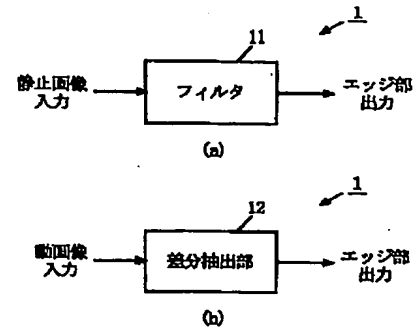 1
11
静止画像
入力
フィルタ
エッジ部
出力
(a)
1
12
動画像
入力
差分抽出部
エッジ部
出力
(b)